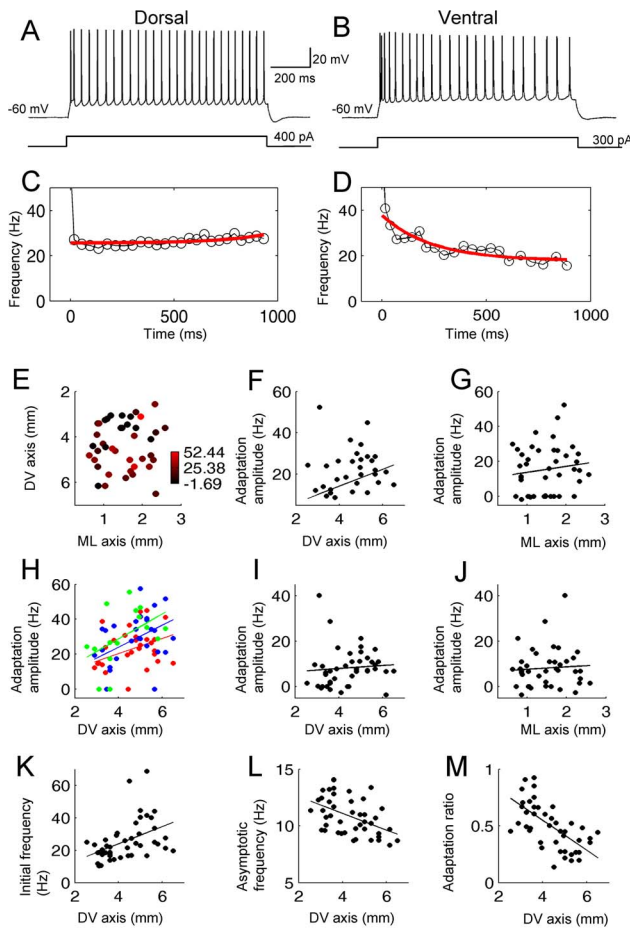 Dorsal
Ventral
A
B
20 mV
200 ms
-60 mV
-60 mV
400 pA
300 pA
C
D
Frequency (Hz)
40
20
0
0 500 1000
Time (ms)
Frequency (Hz)
40
20
0
0 500 1000
Time (ms)
E
F
G
DV axis (mm)
2
4
6
52.44
25.38
-1.69
1 2 3
ML axis (mm)
Adaptation
amplitude (Hz)
60
40
20
2 4 6
DV axis (mm)
Adaptation
amplitude (Hz)
60
40
20
0
1 2 3
ML axis (mm)
H
I
J
Adaptation
amplitude (Hz)
60
40
20
0
2 4 6
DV axis (mm)
Adaptation
amplitude (Hz)
60
40
20
0
2 4 6
DV axis (mm)
Adaptation
amplitude (Hz)
60
40
20
0
1 2 3
ML axis (mm)
K
L
M
Initial frequency
(Hz)
60
40
20
0
2 4 6
DV axis (mm)
Asymptotic
frequency (Hz)
15
10
5
2 4 6
DV axis (mm)
Adaptation ratio
1
0.5
0
2 4 6
DV axis (mm)